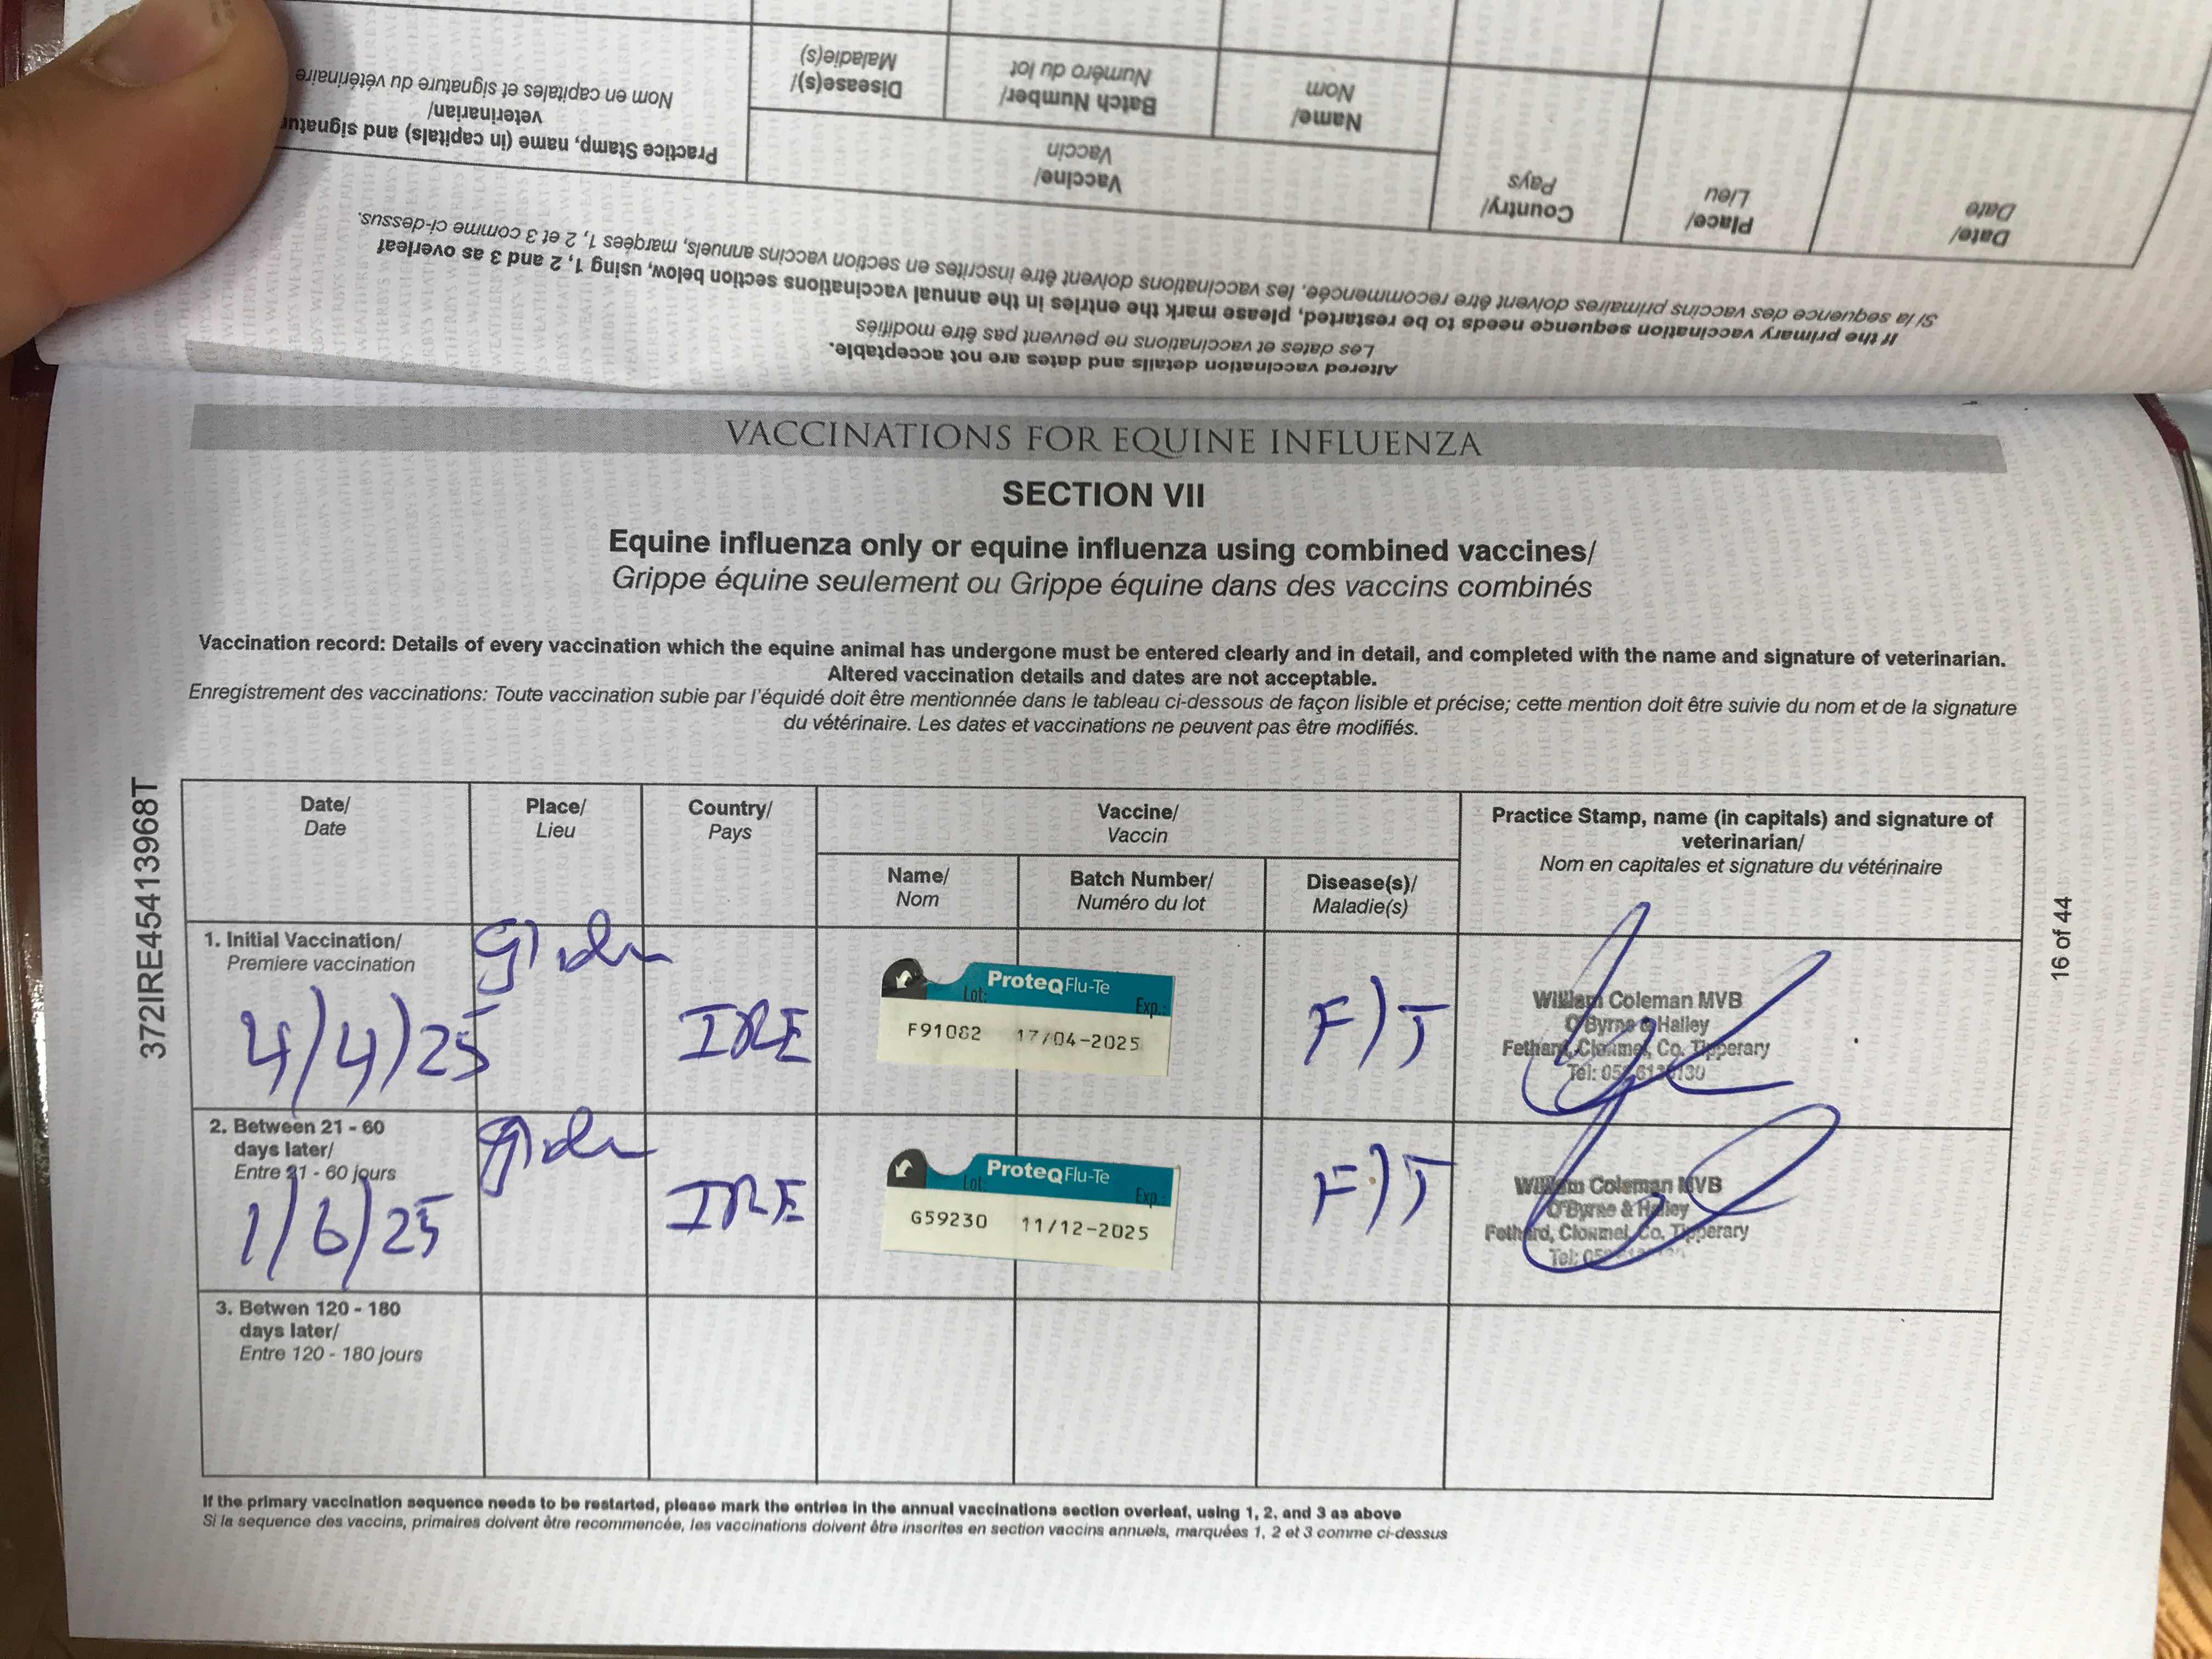 Practice Stamp, name (in capitals) and
veterinarian/
Nom en capitales et signature du vétérinaire
Vaccine/
Vaccin
Disease(s)/
Maladie(s)
Batch Number/
Numéro du lot
Name/
Nom
Country/
Pays
Place/
Lieu
Date/
Date
If the primary vaccination sequence needs to be restarted, please mark the entries in the annual vaccinations section below, using 1, 2 and 3 as overleaf
Si la sequence des vaccins primaires doivent être recommencée, les vaccinations doivent être inscrites en section vaccins annuels, marqées 1, 2 et 3 comme ci-dessus.
Altered vaccination details and dates are not acceptable.
Les dates et vaccinations ne peuvent pas être modifiés
VACCINATIONS FOR EQUINE INFLUENZA
SECTION VII
Equine influenza only or equine influenza using combined vaccines/
Grippe équine seulement ou Grippe équine dans des vaccins combinés
Vaccination record: Details of every vaccination which the equine animal has undergone must be entered clearly and in detail, and completed with the name and signature of veterinarian.
Altered vaccination details and dates are not acceptable.
Enregistrement des vaccinations: Toute vaccination subie par l'équidé doit être mentionnée dans le tableau ci-dessous de façon lisible et précise; cette mention doit être suivie du nom et de la signature
du vétérinaire. Les dates et vaccinations ne peuvent pas être modifiés.
372IRE45413968T
16 of 44
Date/
Date
Place/
Lieu
Country/
Pays
Vaccine/
Vaccin
Name/
Nom
Batch Number/
Numéro du lot
Disease(s)/
Maladie(s)
Practice Stamp, name (in capitals) and signature of
veterinarian/
Nom en capitales et signature du vétérinaire
1. Initial Vaccination/
Premiere vaccination
4/4/25
IRE
ProteqFlu-Te
Lot: Exp.:
F91082 17/04-2025
F/T
William Coleman MVB
O'Byrne & Halley
Fethard, Clonmel, Co. Tipperary
2. Between 21 - 60
days later/
Entre 21 - 60 jours
1/6/25
IRE
ProteqFlu-Te
Lot: Exp.:
G59230 11/12-2025
F/T
William Coleman MVB
O'Byrne & Halley
Fethard, Clonmel, Co. Tipperary
3. Betwen 120 - 180
days later/
Entre 120 - 180 jours
If the primary vaccination sequence needs to be restarted, please mark the entries in the annual vaccinations section overleaf, using 1, 2, and 3 as above
Si la sequence des vaccins, primaires doivent être recommencée, les vaccinations doivent être inscrites en section vaccins annuels, marquées 1, 2 et 3 comme ci-dessus